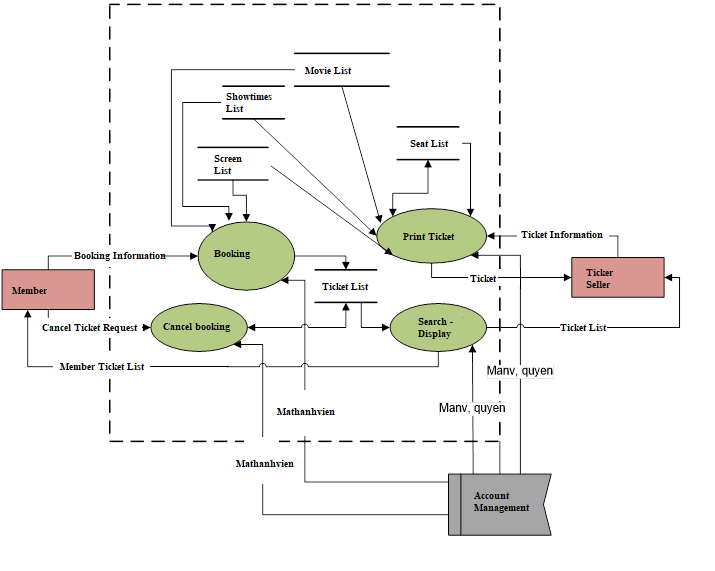 Movie List
Showtimes
List
Seat List
Screen
List
Print Ticket
Ticket Information
Booking
Booking Information
Ticker
Seller
Ticket
Member
Ticket List
Cancel Ticket Request
Cancel booking
Search -
Display
Ticket List
Member Ticket List
Manv, quyen
Manv, quyen
Mathanhvien
Mathanhvien
Account
Management